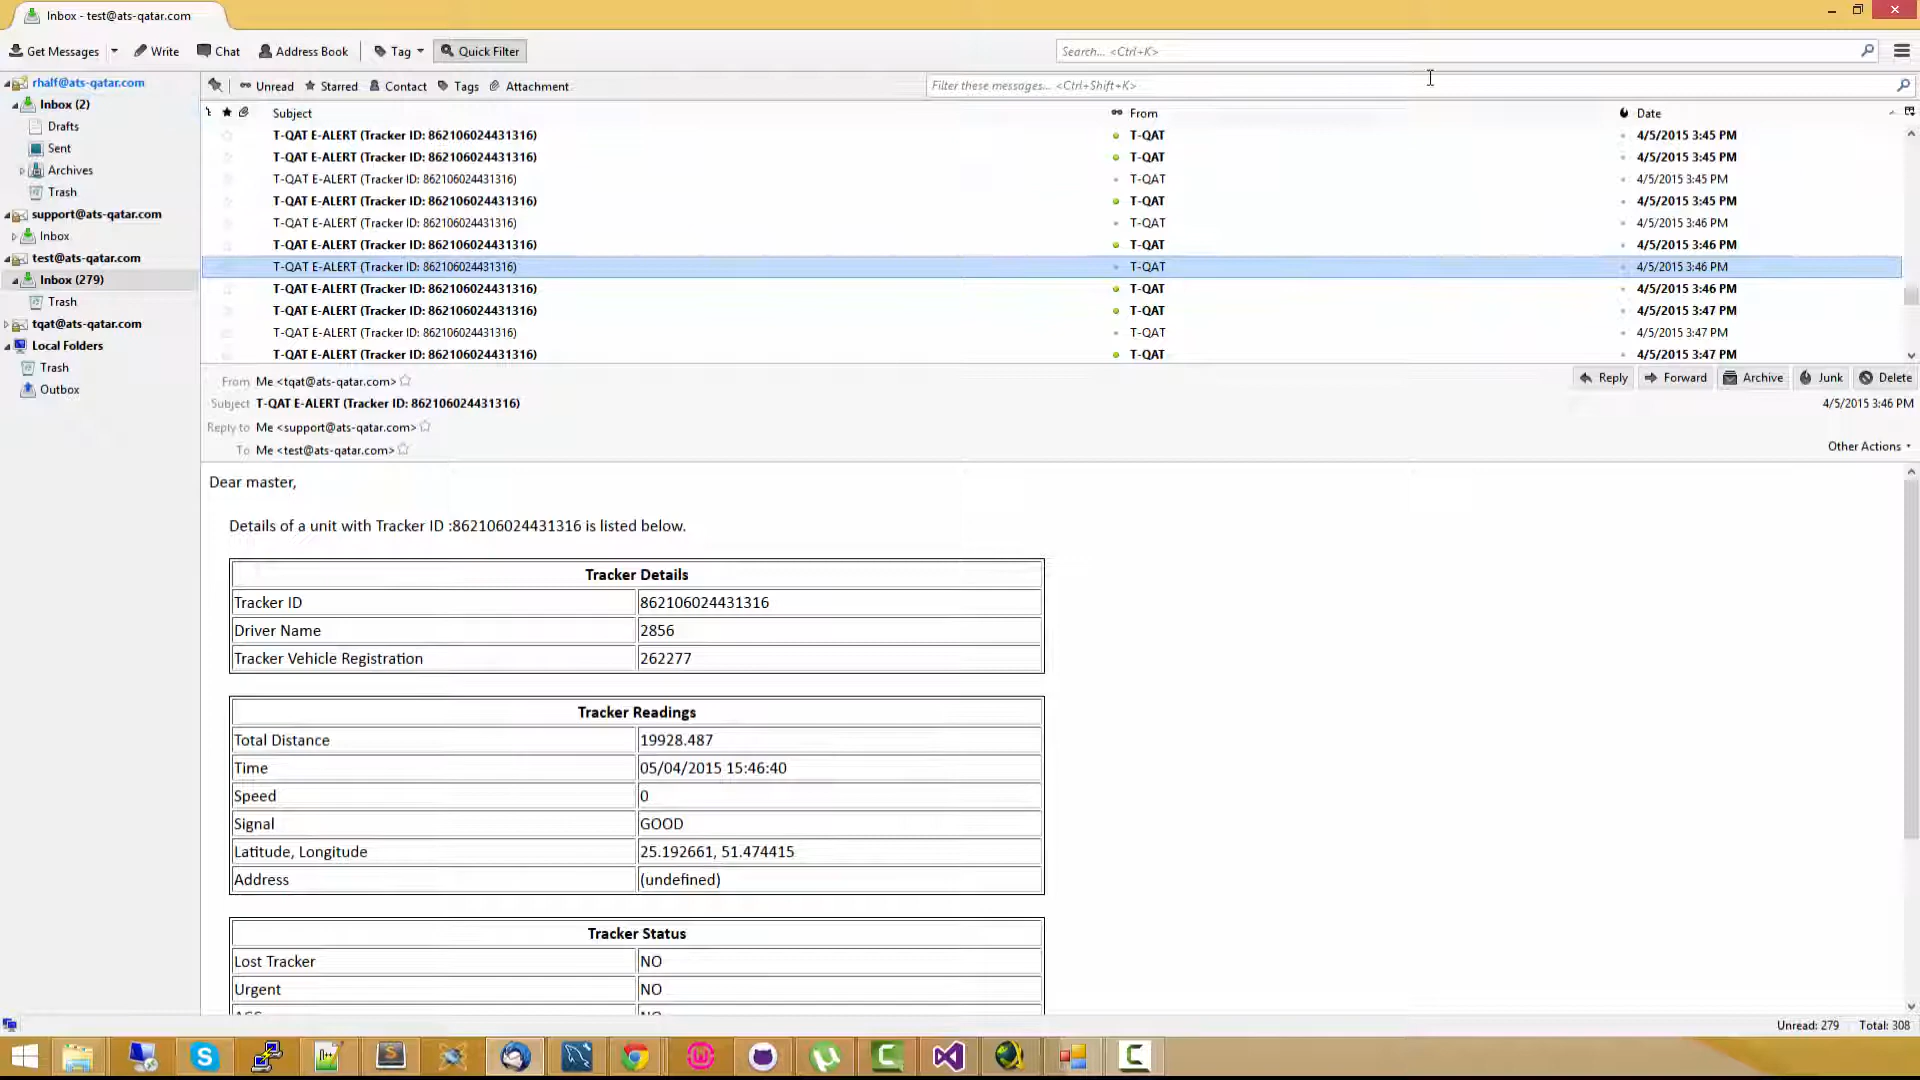 Inbox - test@ats-qatar.com
Get Messages Write Chat Address Book Tag Quick Filter Search... <Ctrl+K>
Unread Starred Contact Tags Attachment Filter these messages... <Ctrl+Shift+K>
rhalf@ats-qatar.com
Inbox (2)
Drafts
Sent
Archives
Trash
support@ats-qatar.com
Inbox
test@ats-qatar.com
Inbox (279)
Trash
tqat@ats-qatar.com
Local Folders
Trash
Outbox
Subject From Date
T-QAT E-ALERT (Tracker ID: 862106024431316) T-QAT 4/5/2015 3:45 PM
T-QAT E-ALERT (Tracker ID: 862106024431316) T-QAT 4/5/2015 3:45 PM
T-QAT E-ALERT (Tracker ID: 862106024431316) T-QAT 4/5/2015 3:45 PM
T-QAT E-ALERT (Tracker ID: 862106024431316) T-QAT 4/5/2015 3:45 PM
T-QAT E-ALERT (Tracker ID: 862106024431316) T-QAT 4/5/2015 3:46 PM
T-QAT E-ALERT (Tracker ID: 862106024431316) T-QAT 4/5/2015 3:46 PM
T-QAT E-ALERT (Tracker ID: 862106024431316) T-QAT 4/5/2015 3:46 PM
T-QAT E-ALERT (Tracker ID: 862106024431316) T-QAT 4/5/2015 3:46 PM
T-QAT E-ALERT (Tracker ID: 862106024431316) T-QAT 4/5/2015 3:47 PM
T-QAT E-ALERT (Tracker ID: 862106024431316) T-QAT 4/5/2015 3:47 PM
T-QAT E-ALERT (Tracker ID: 862106024431316) T-QAT 4/5/2015 3:47 PM
From Me <tqat@ats-qatar.com> Reply Forward Archive Junk Delete
Subject T-QAT E-ALERT (Tracker ID: 862106024431316) 4/5/2015 3:46 PM
Reply to Me <support@ats-qatar.com>
To Me <test@ats-qatar.com> Other Actions
Dear master,
Details of a unit with Tracker ID :862106024431316 is listed below.
Tracker Details
Tracker ID 862106024431316
Driver Name 2856
Tracker Vehicle Registration 262277
Tracker Readings
Total Distance 19928.487
Time 05/04/2015 15:46:40
Speed 0
Signal GOOD
Latitude, Longitude 25.192661, 51.474415
Address (undefined)
Tracker Status
Lost Tracker NO
Urgent NO
Unread: 279 Total: 308